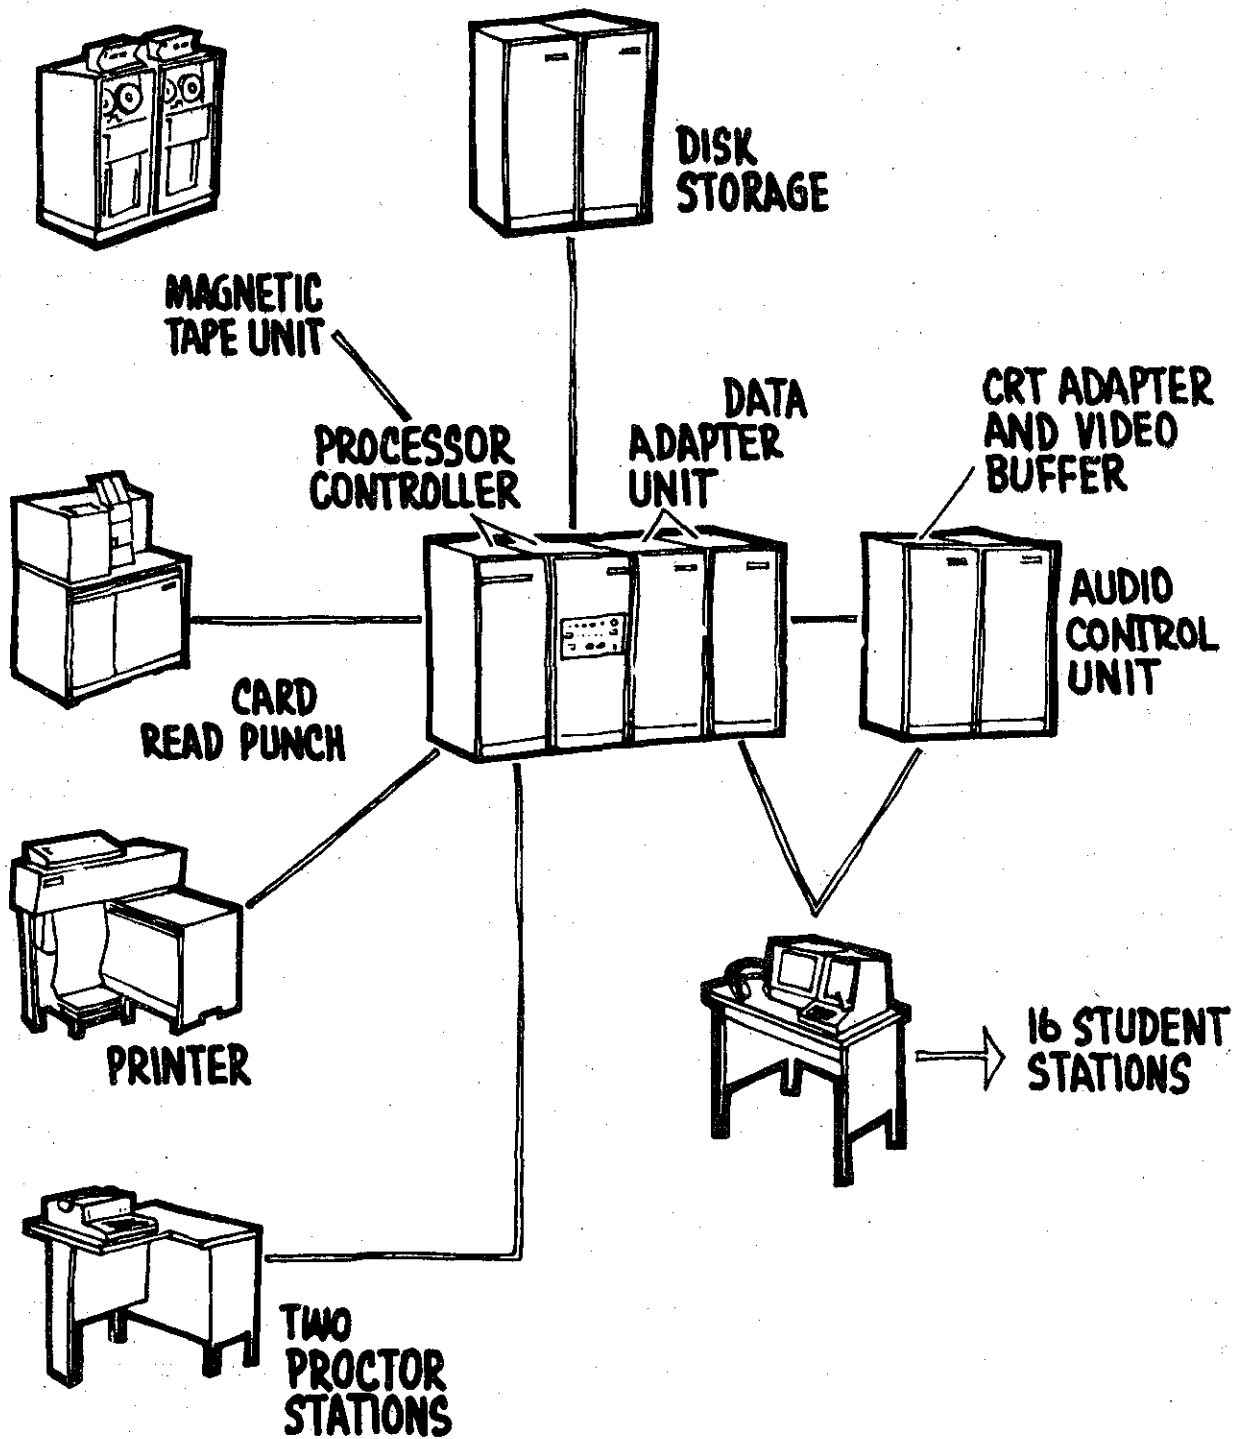 DISK
STORAGE
MAGNETIC
TAPE UNIT
DATA
ADAPTER
UNIT
CRT ADAPTER
AND VIDEO
BUFFER
PROCESSOR
CONTROLLER
AUDIO
CONTROL
UNIT
CARD
READ PUNCH
PRINTER
16 STUDENT
STATIONS
TWO
PROCTOR
STATIONS